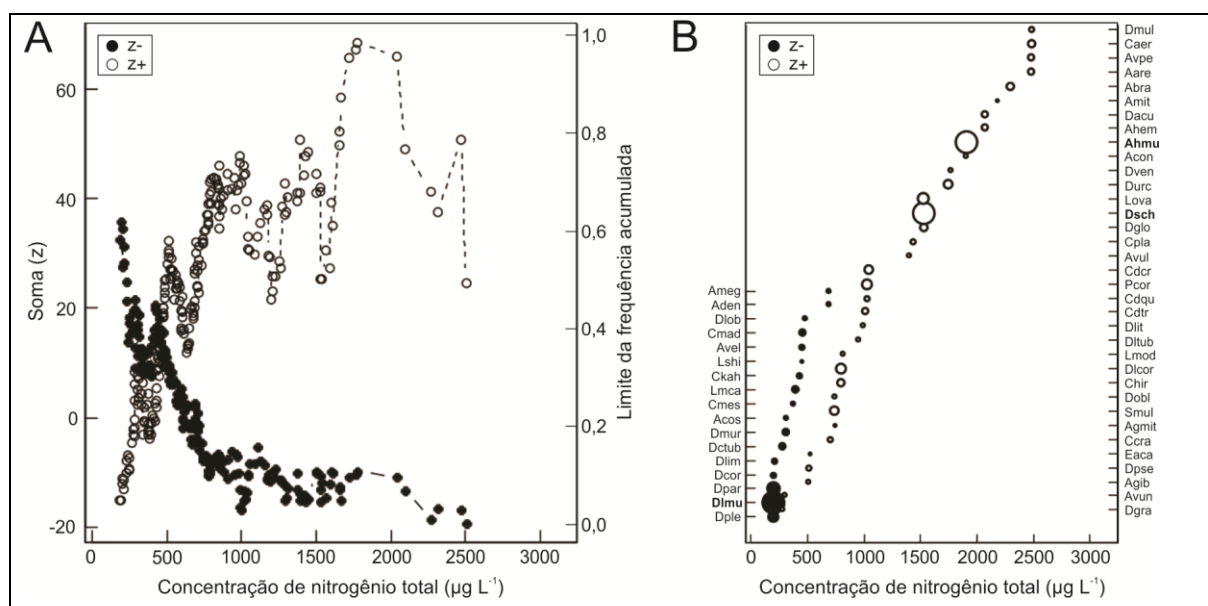 A
z-
z+
60
40
20
0
-20
Soma (z)
1,0
0,8
0,6
0,4
0,2
0,0
Limite da frequência acumulada
0 500 1000 1500 2000 2500 3000
Concentração de nitrogênio total (µg L⁻¹)
B
z-
z+
Ameg
Aden
Dlob
Cmad
Avel
Lshi
Ckah
Lmca
Cmes
Acos
Dmur
Dctub
Dlim
Dcor
Dpar
Dlmu
Dple
Dmul
Caer
Avpe
Aare
Abra
Amit
Dacu
Ahem
Ahmu
Acon
Dven
Durc
Lova
Dsch
Dglo
Cpla
Avul
Cdcr
Pcor
Cdqu
Cdtr
Dlit
Dltub
Lmod
Dlcor
Chir
Dobl
Smul
Agmit
Ccra
Eaca
Dpse
Agib
Avun
Dgra
0 500 1000 1500 2000 2500 3000
Concentração de nitrogênio total (µg L⁻¹)